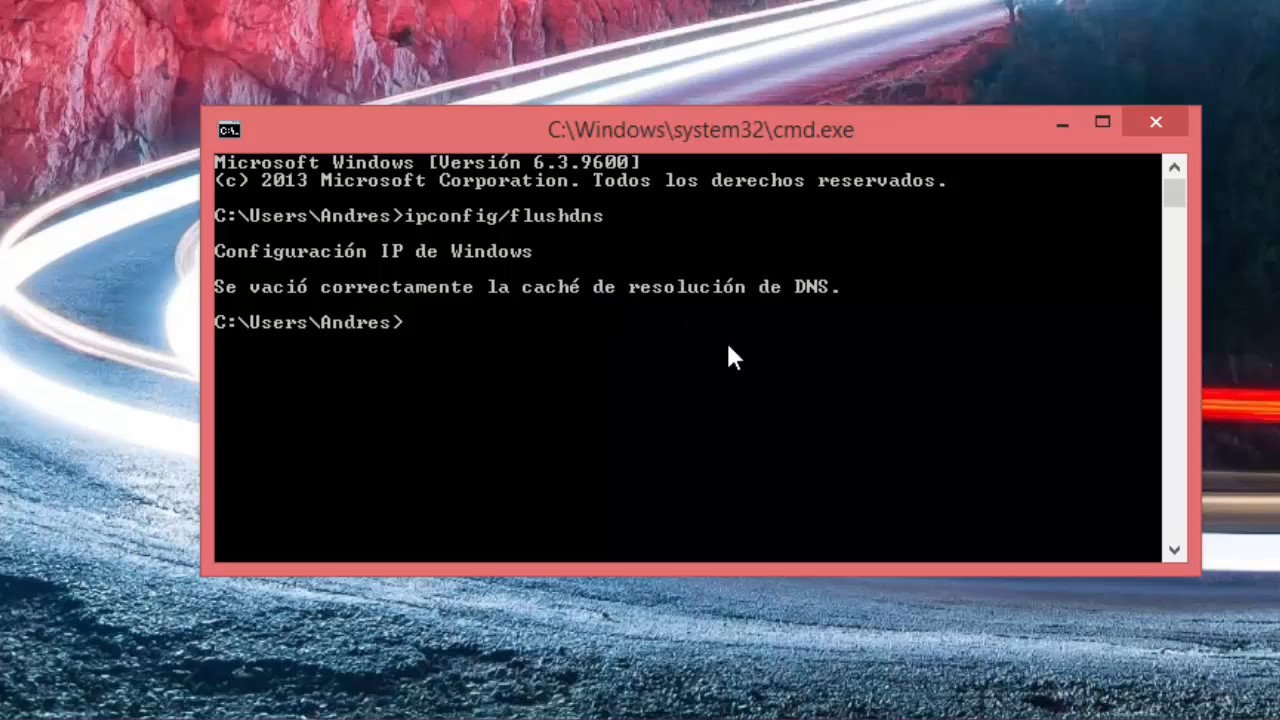 C:\Windows\system32\cmd.exe
Microsoft Windows [Versión 6.3.9600]
(c) 2013 Microsoft Corporation. Todos los derechos reservados.
C:\Users\Andres>ipconfig/flushdns
Configuración IP de Windows
Se vació correctamente la caché de resolución de DNS.
C:\Users\Andres>